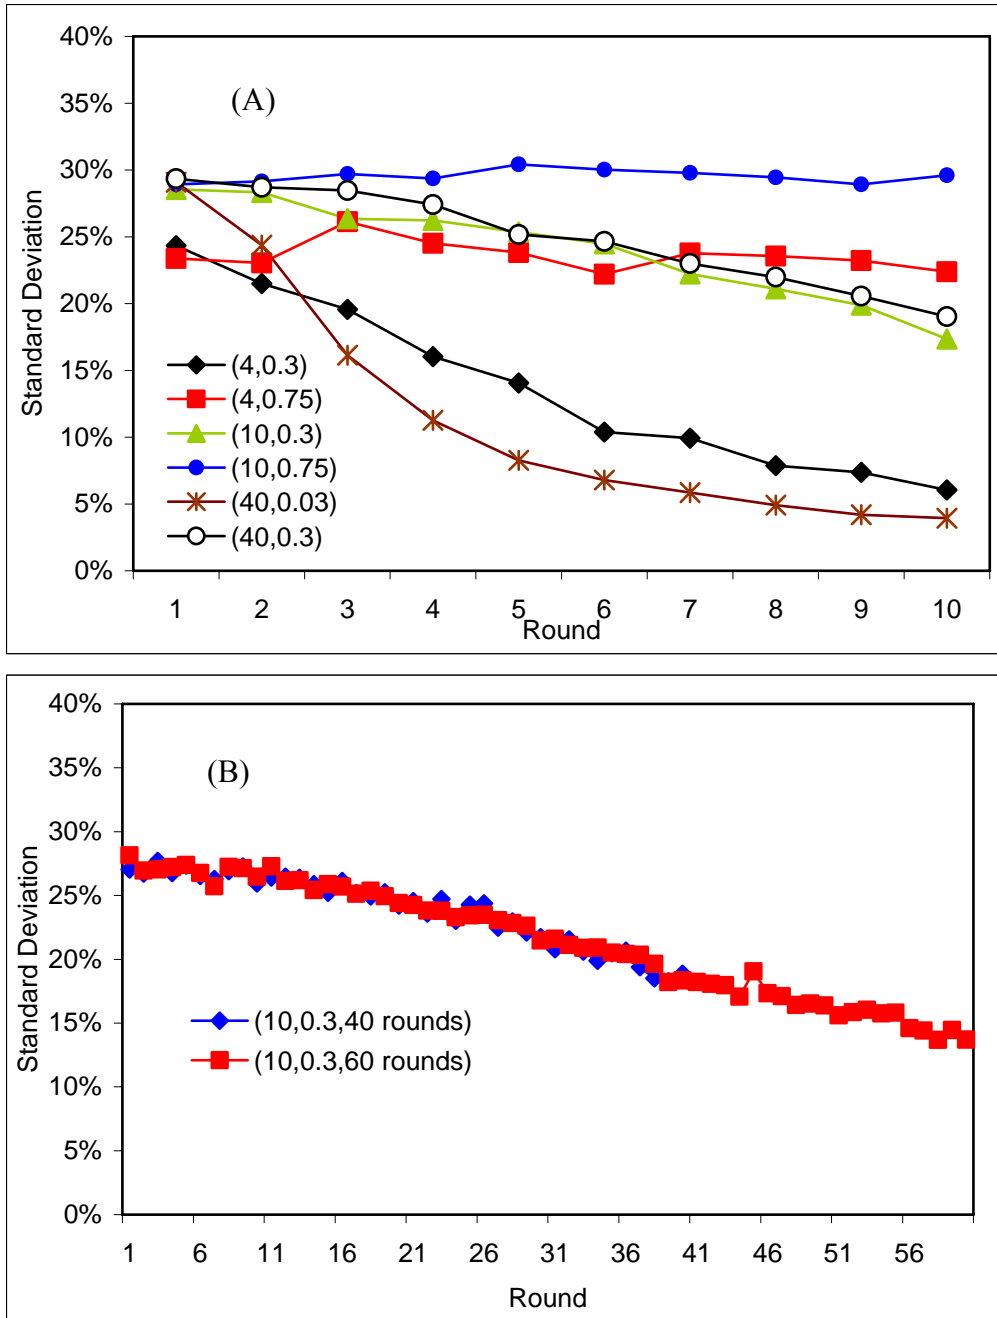 40%
(A)
35%
30%
25%
20%
15%
10%
5%
0%
Standard Deviation
(4,0.3)
(4,0.75)
(10,0.3)
(10,0.75)
(40,0.03)
(40,0.3)
1 2 3 4 5 6 7 8 9 10
Round
40%
35%
(B)
30%
25%
20%
15%
10%
5%
0%
Standard Deviation
(10,0.3,40 rounds)
(10,0.3,60 rounds)
1 6 11 16 21 26 31 36 41 46 51 56
Round